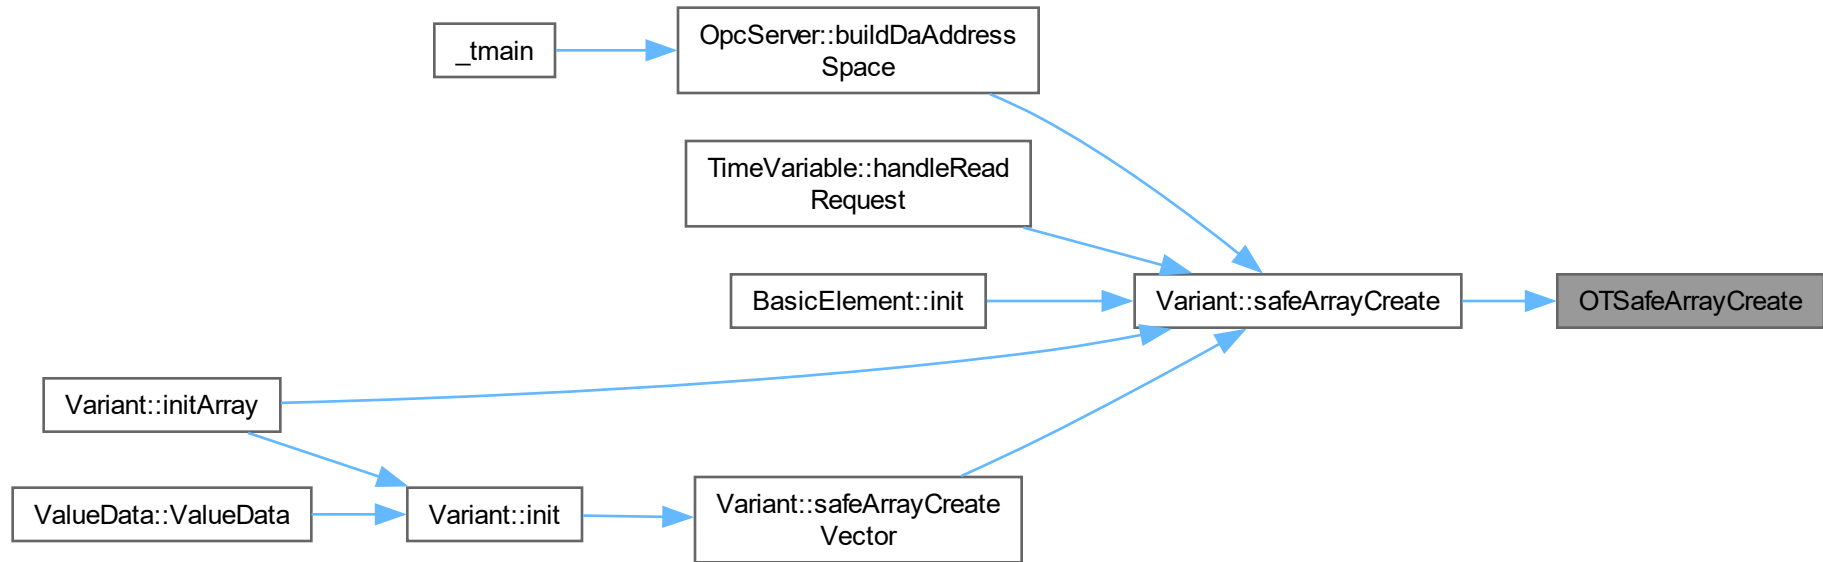 _tmain
OpcServer::buildDaAddress
Space
TimeVariable::handleRead
Request
BasicElement::init
Variant::safeArrayCreate
OTSafeArrayCreate
Variant::initArray
ValueData::ValueData
Variant::init
Variant::safeArrayCreate
Vector